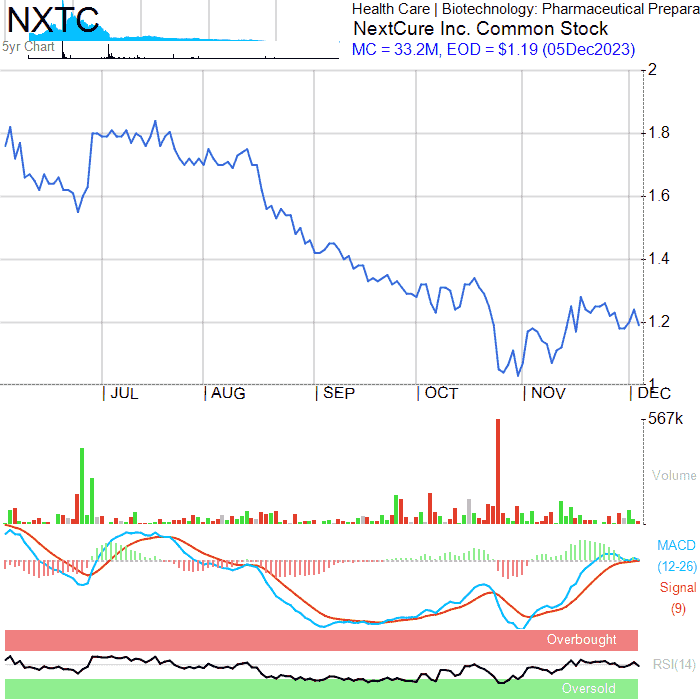 NXTC
5yr Chart
Health Care | Biotechnology: Pharmaceutical Prepara
NextCure Inc. Common Stock
MC = 33.2M, EOD = $1.19 (05Dec2023)
2
1.8
1.6
1.4
1.2
1
| JUL
| AUG
| SEP
| OCT
| NOV
| DEC
567k
Volume
MACD
(12-26)
Signal
(9)
Overbought
RSI(14)
Oversold